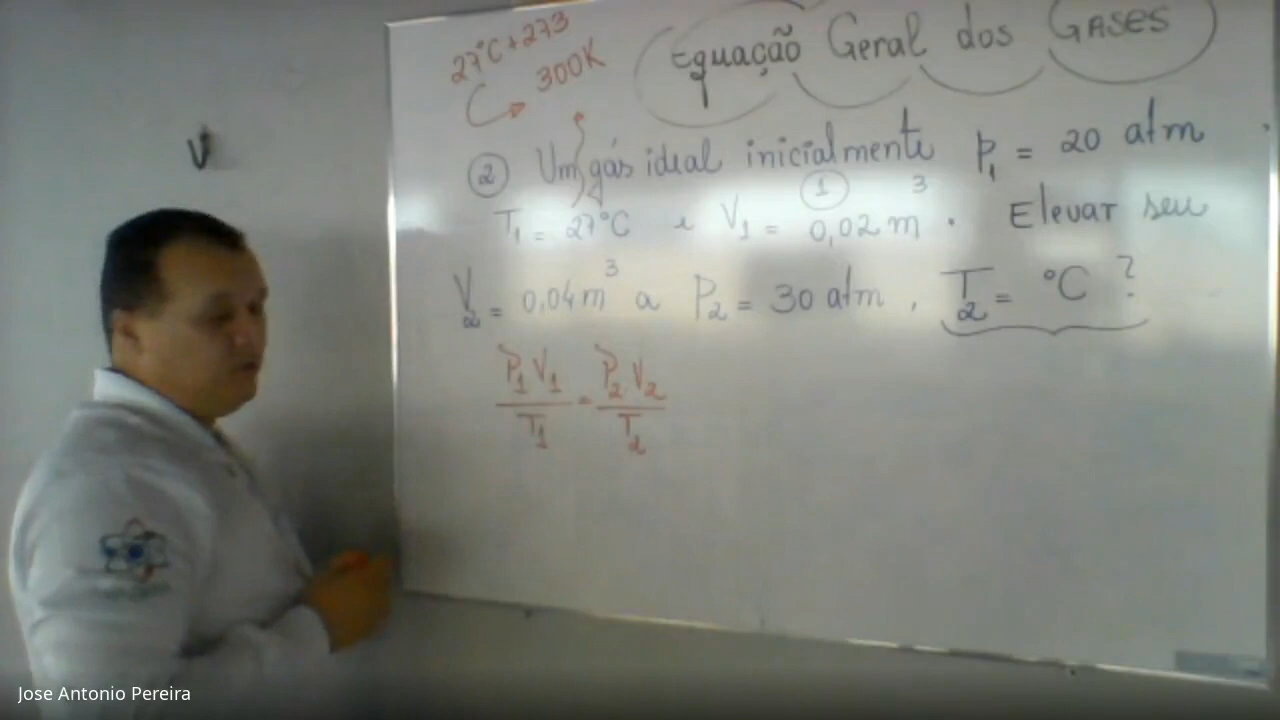 27°C+273
300K
Equação Geral dos GASES
② Um gás ideal inicialmente P₁ = 20 atm
①
T₁ = 27°C e V₁ = 0,02 m³. Elevar seu
V₂ = 0,04 m³ a P₂ = 30 atm, T₂ = °C ?
P₁ V₁ / T₁ = P₂ V₂ / T₂
Jose Antonio Pereira